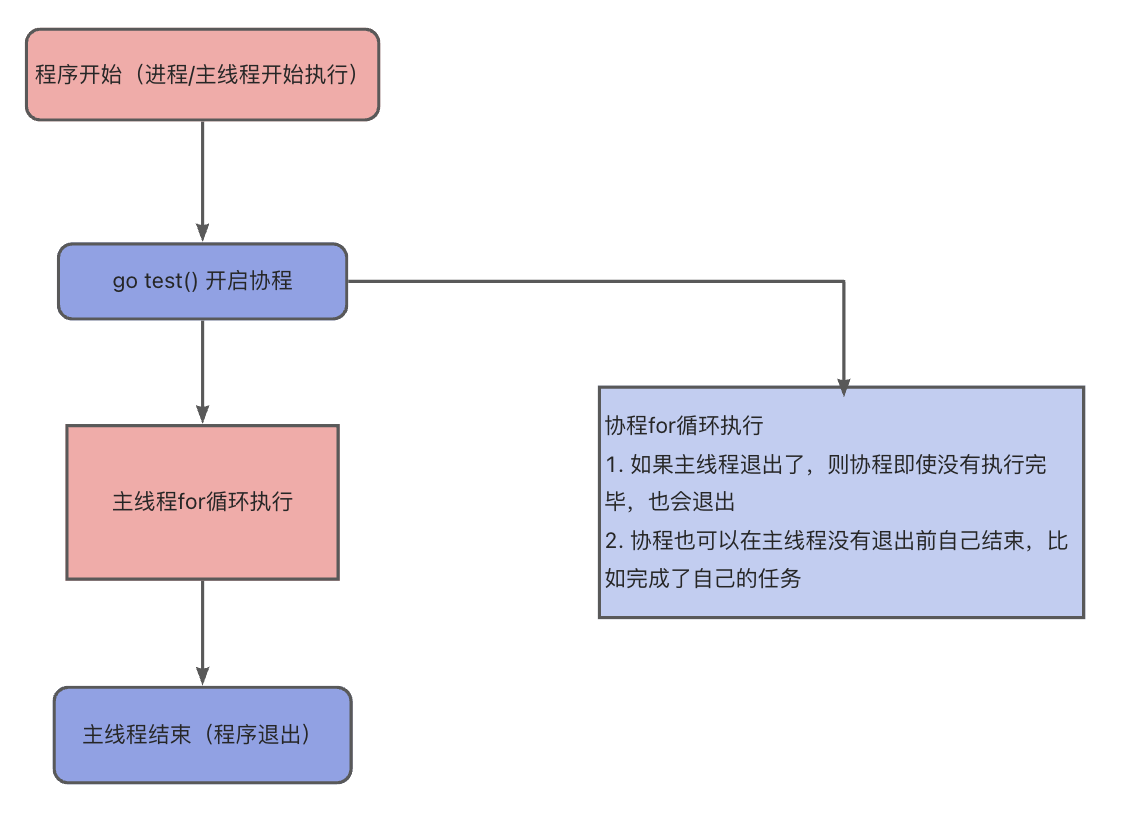 程序开始（进程/主线程开始执行）
go test() 开启协程
协程for循环执行
1. 如果主线程退出了，则协程即使没有执行完
毕，也会退出
2. 协程也可以在主线程没有退出前自己结束，比
如完成了自己的任务
主线程for循环执行
主线程结束（程序退出）